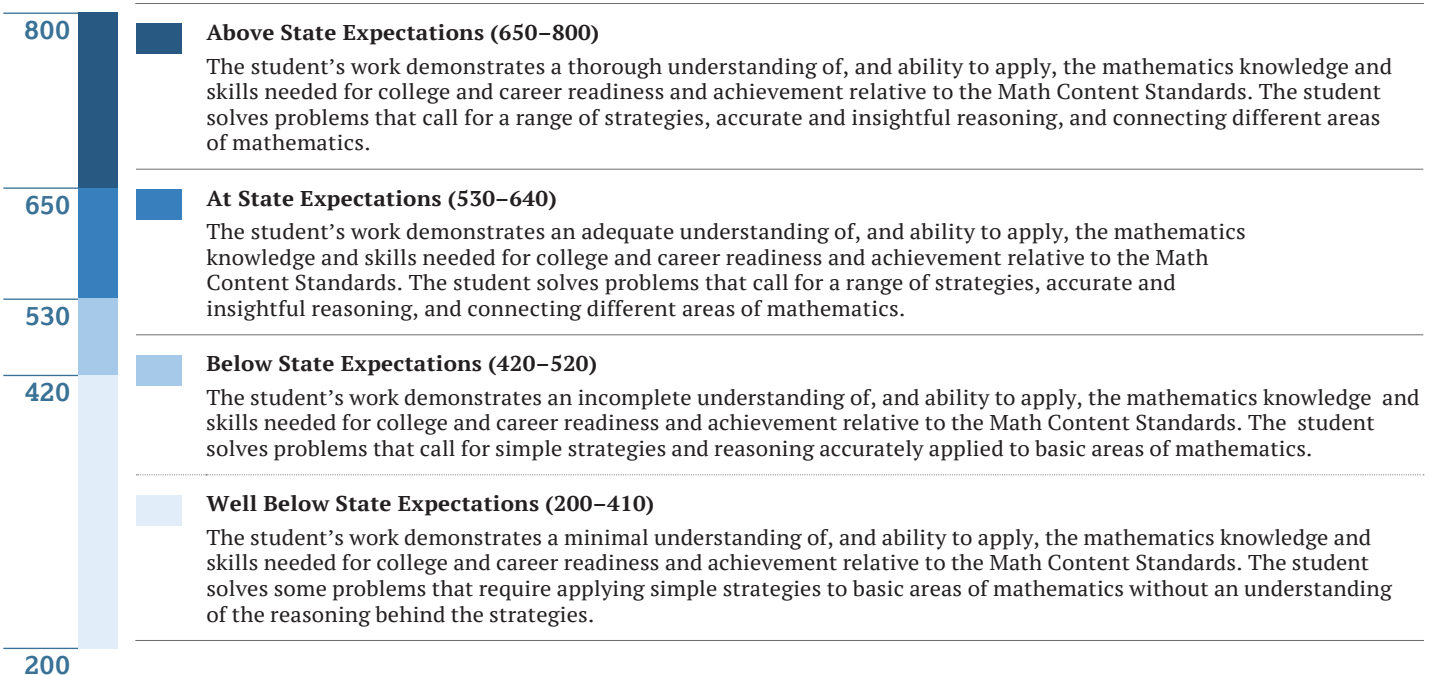 800
Above State Expectations (650–800)
The student’s work demonstrates a thorough understanding of, and ability to apply, the mathematics knowledge and
skills needed for college and career readiness and achievement relative to the Math Content Standards. The student
solves problems that call for a range of strategies, accurate and insightful reasoning, and connecting different areas
of mathematics.
650
At State Expectations (530–640)
The student’s work demonstrates an adequate understanding of, and ability to apply, the mathematics
knowledge and skills needed for college and career readiness and achievement relative to the Math
Content Standards. The student solves problems that call for a range of strategies, accurate and
insightful reasoning, and connecting different areas of mathematics.
530
Below State Expectations (420–520)
The student’s work demonstrates an incomplete understanding of, and ability to apply, the mathematics knowledge and
skills needed for college and career readiness and achievement relative to the Math Content Standards. The student
solves problems that call for simple strategies and reasoning accurately applied to basic areas of mathematics.
420
Well Below State Expectations (200–410)
The student’s work demonstrates a minimal understanding of, and ability to apply, the mathematics knowledge and
skills needed for college and career readiness and achievement relative to the Math Content Standards. The student
solves some problems that require applying simple strategies to basic areas of mathematics without an understanding
of the reasoning behind the strategies.
200